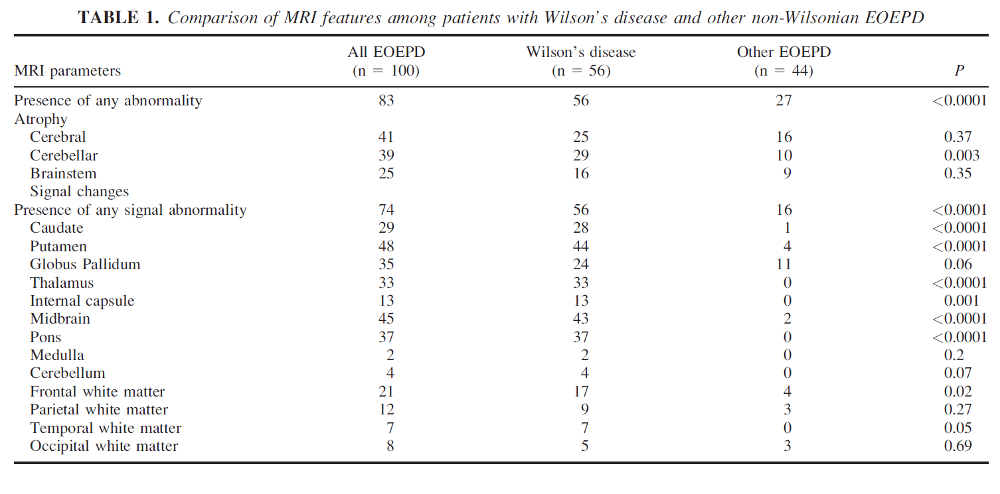 TABLE 1. Comparison of MRI features among patients with Wilson's disease and other non-Wilsonian EOEPD
MRI parameters All EOEPD (n = 100) Wilson's disease (n = 56) Other EOEPD (n = 44) P
Presence of any abnormality 83 56 27 <0.0001
Atrophy
Cerebral 41 25 16 0.37
Cerebellar 39 29 10 0.003
Brainstem 25 16 9 0.35
Signal changes
Presence of any signal abnormality 74 56 16 <0.0001
Caudate 29 28 1 <0.0001
Putamen 48 44 4 <0.0001
Globus Pallidum 35 24 11 0.06
Thalamus 33 33 0 <0.0001
Internal capsule 13 13 0 0.001
Midbrain 45 43 2 <0.0001
Pons 37 37 0 <0.0001
Medulla 2 2 0 0.2
Cerebellum 4 4 0 0.07
Frontal white matter 21 17 4 0.02
Parietal white matter 12 9 3 0.27
Temporal white matter 7 7 0 0.05
Occipital white matter 8 5 3 0.69